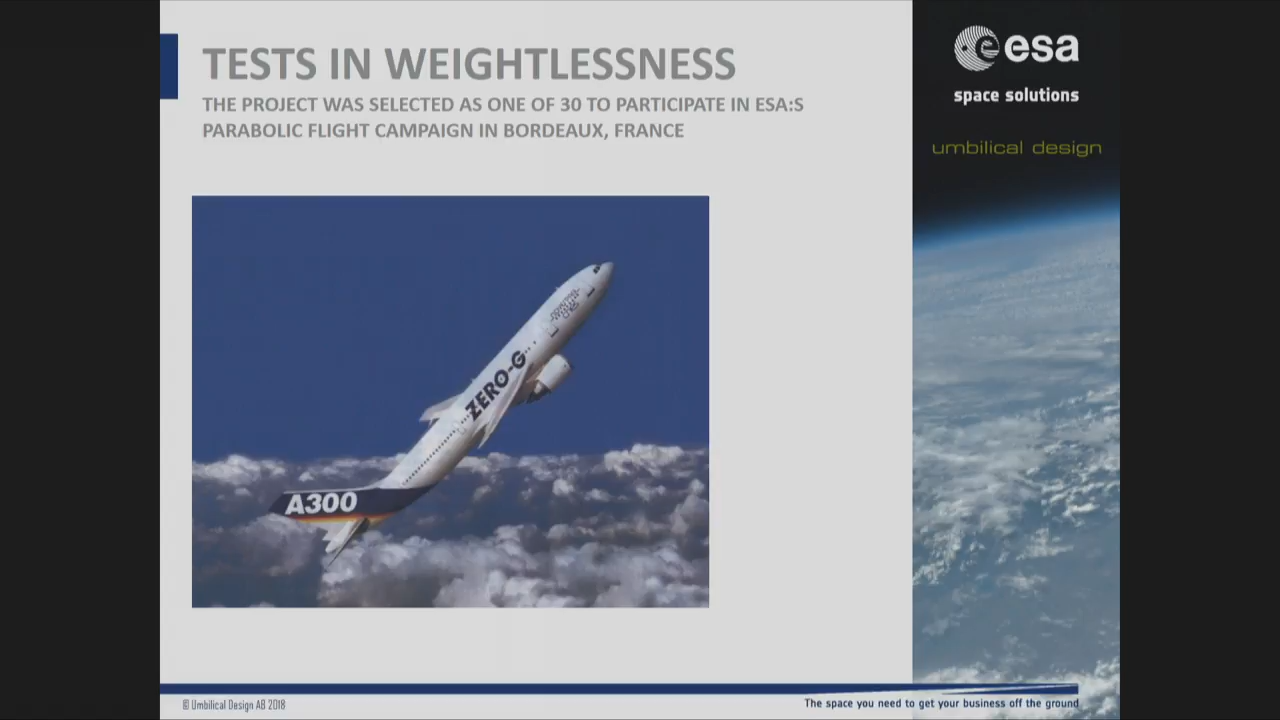 TESTS IN WEIGHTLESSNESS
THE PROJECT WAS SELECTED AS ONE OF 30 TO PARTICIPATE IN ESA:S
PARABOLIC FLIGHT CAMPAIGN IN BORDEAUX, FRANCE
esa
space solutions
umbilical design
ZERO-G
A300
© Umbilical Design AB 2018
The space you need to get your business off the ground